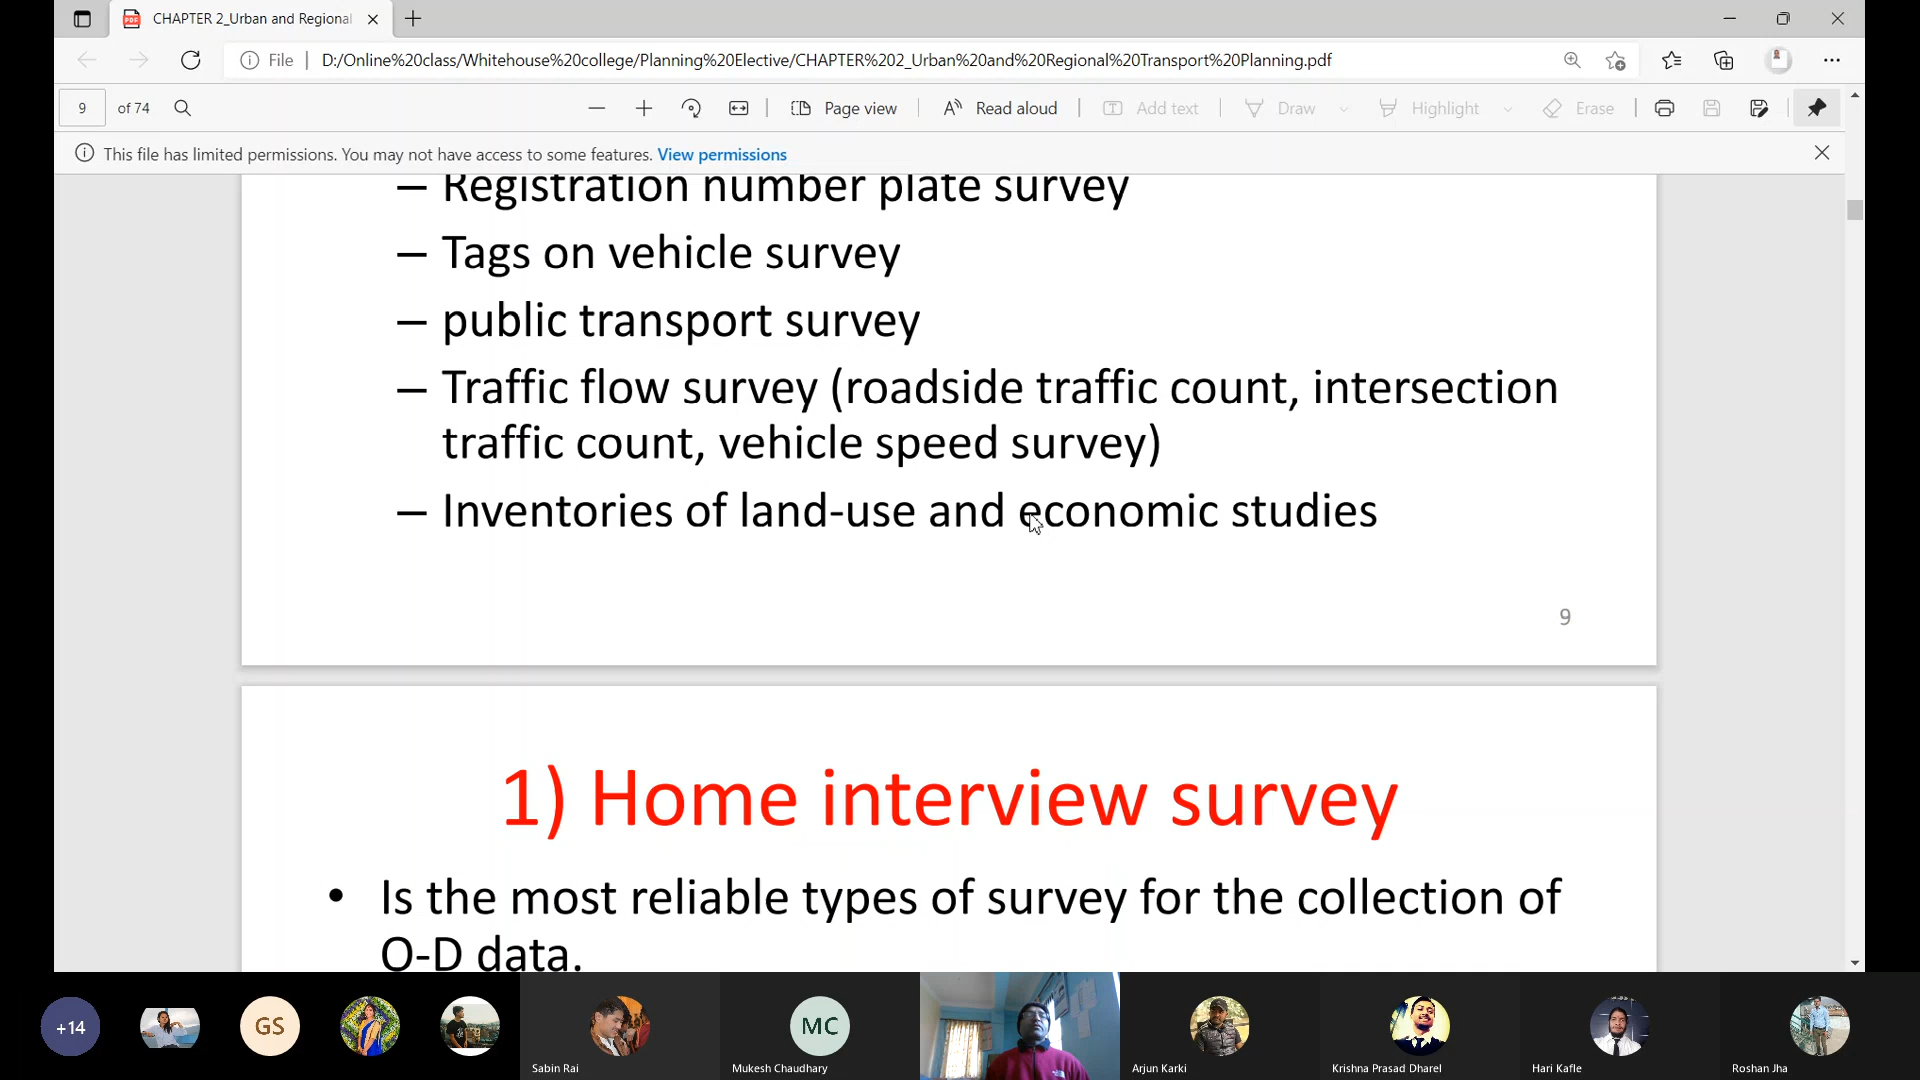 CHAPTER 2_Urban and Regional
File D:/Online%20class/Whitehouse%20college/Planning%20Elective/CHAPTER%202_Urban%20and%20Regional%20Transport%20Planning.pdf
9 of 74 Page view Read aloud Add text Draw Highlight Erase
This file has limited permissions. You may not have access to some features. View permissions
– Registration number plate survey
– Tags on vehicle survey
– public transport survey
– Traffic flow survey (roadside traffic count, intersection
traffic count, vehicle speed survey)
– Inventories of land-use and economic studies
9
1) Home interview survey
• Is the most reliable types of survey for the collection of
O-D data.
+14 GS MC
Sabin Rai Mukesh Chaudhary Arjun Karki Krishna Prasad Dharel Hari Kafle Roshan Jha